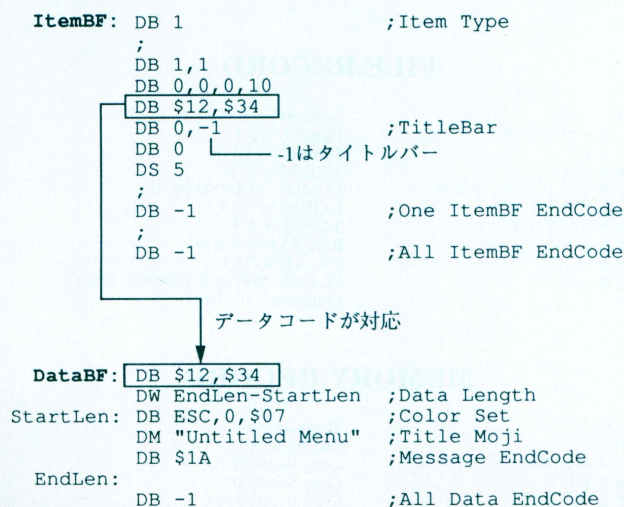 ItemBF: DB 1 ;Item Type
;
DB 1,1
DB 0,0,0,10
DB $12,$34
DB 0,-1 ;TitleBar
DB 0 -1はタイトルバー
DS 5
;
DB -1 ;One ItemBF EndCode
;
DB -1 ;All ItemBF EndCode
データコードが対応
DataBF: DB $12,$34
DW EndLen-StartLen ;Data Length
StartLen: DB ESC,0,$07 ;Color Set
DM "Untitled Menu" ;Title Moji
DB $1A ;Message EndCode
EndLen:
DB -1 ;All Data EndCode